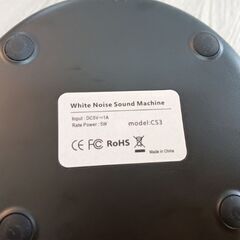 White Noise Sound Machine
Input : DC5V⎓1A
Rate Power : 5W
model:CS3
CE FC RoHS
Made in China